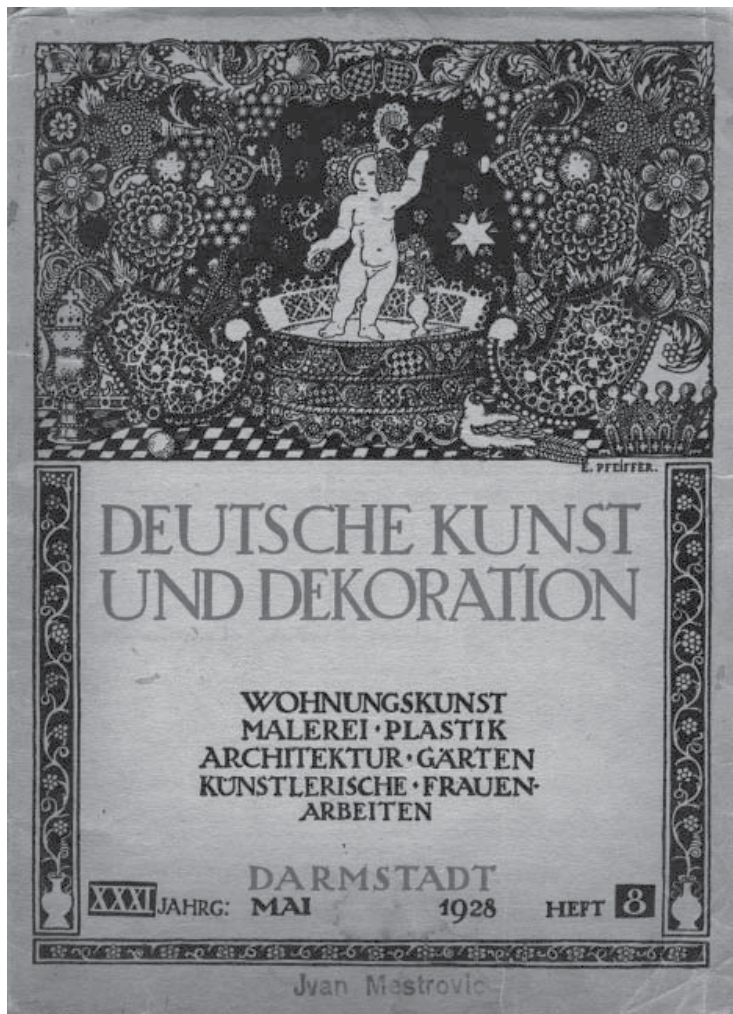 E. PFEIFFER.
DEUTSCHE KUNST
UND DEKORATION
WOHNUNGSKUNST
MALEREI · PLASTIK
ARCHITEKTUR · GÄRTEN
KÜNSTLERISCHE · FRAUEN-
ARBEITEN
DARMSTADT
XXXI JAHRG: MAI 1928 HEFT 8
Jvan Mestrovic